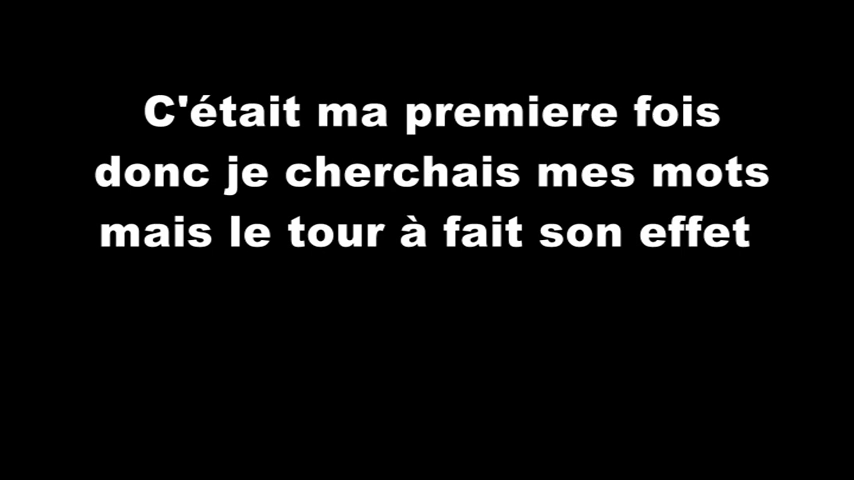 C'était ma premiere fois
donc je cherchais mes mots
mais le tour à fait son effet